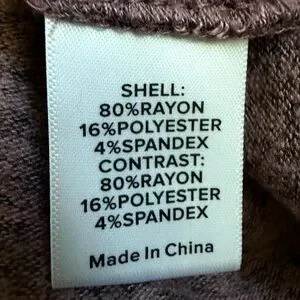 SHELL:
80%RAYON
16%POLYESTER
4%SPANDEX
CONTRAST:
80%RAYON
16%POLYESTER
4%SPANDEX
Made In China